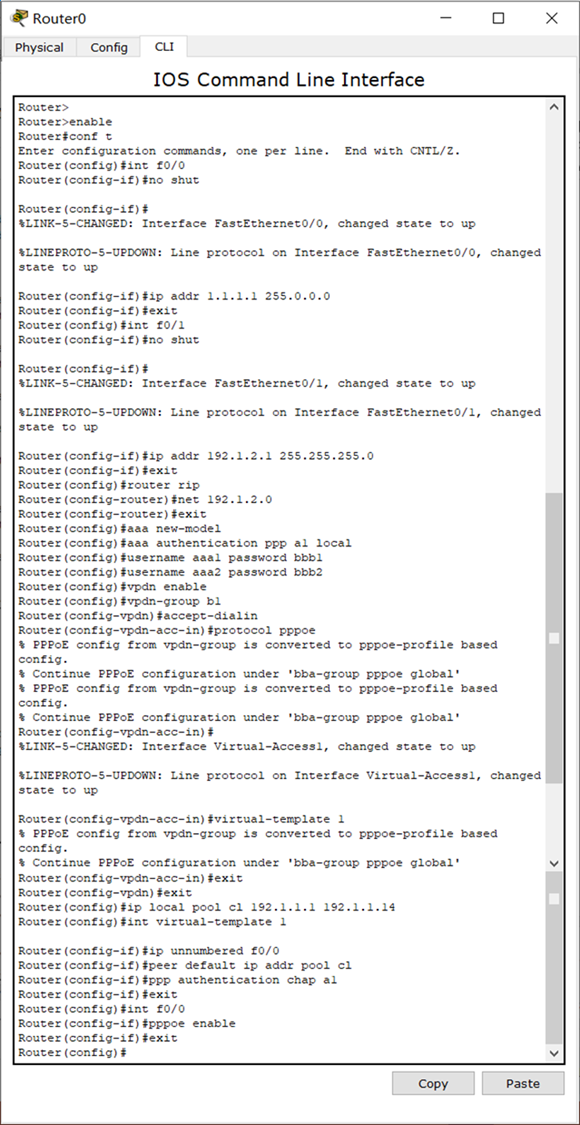 Router0
Physical Config CLI
IOS Command Line Interface
Router>
Router>enable
Router#conf t
Enter configuration commands, one per line.  End with CNTL/Z.
Router(config)#int f0/0
Router(config-if)#no shut
Router(config-if)#
%LINK-5-CHANGED: Interface FastEthernet0/0, changed state to up
%LINEPROTO-5-UPDOWN: Line protocol on Interface FastEthernet0/0, changed
state to up
Router(config-if)#ip addr 1.1.1.1 255.0.0.0
Router(config-if)#exit
Router(config)#int f0/1
Router(config-if)#no shut
Router(config-if)#
%LINK-5-CHANGED: Interface FastEthernet0/1, changed state to up
%LINEPROTO-5-UPDOWN: Line protocol on Interface FastEthernet0/1, changed
state to up
Router(config-if)#ip addr 192.1.2.1 255.255.255.0
Router(config-if)#exit
Router(config)#router rip
Router(config-router)#net 192.1.2.0
Router(config-router)#exit
Router(config)#aaa new-model
Router(config)#aaa authentication ppp a1 local
Router(config)#username aaa1 password bbb1
Router(config)#username aaa2 password bbb2
Router(config)#vpdn enable
Router(config)#vpdn-group b1
Router(config-vpdn)#accept-dialin
Router(config-vpdn-acc-in)#protocol pppoe
% PPPoE config from vpdn-group is converted to pppoe-profile based
config.
% Continue PPPoE configuration under 'bba-group pppoe global'
% PPPoE config from vpdn-group is converted to pppoe-profile based
config.
% Continue PPPoE configuration under 'bba-group pppoe global'
Router(config-vpdn-acc-in)#
%LINK-5-CHANGED: Interface Virtual-Access1, changed state to up
%LINEPROTO-5-UPDOWN: Line protocol on Interface Virtual-Access1, changed
state to up
Router(config-vpdn-acc-in)#virtual-template 1
% PPPoE config from vpdn-group is converted to pppoe-profile based
config.
% Continue PPPoE configuration under 'bba-group pppoe global'
Router(config-vpdn-acc-in)#exit
Router(config-vpdn)#exit
Router(config)#ip local pool c1 192.1.1.1 192.1.1.14
Router(config)#int virtual-template 1
Router(config-if)#ip unnumbered f0/0
Router(config-if)#peer default ip addr pool c1
Router(config-if)#ppp authentication chap a1
Router(config-if)#exit
Router(config)#int f0/0
Router(config-if)#pppoe enable
Router(config-if)#exit
Router(config)#
Copy Paste